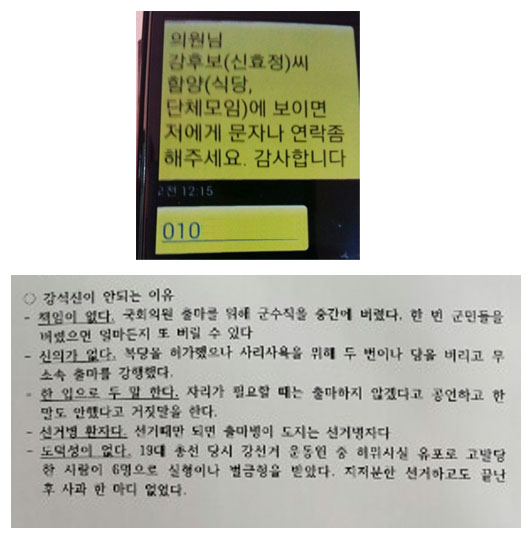 의원님
감후보(신효정)씨
함양(식당,
단체모임)에 보이면
저에게 문자나 연락좀
해주세요. 감사합니다
전 12:15
010
○ 강석신이 안되는 이유
- 책임이 없다. 국회의원 출마를 위해 군수직을 중간에 버렸다. 한 번 군민들을
버렸으면 얼마든지 또 버릴 수 있다
- 신의가 없다. 복당을 허가했으나 사리사욕을 위해 두 번이나 당을 버리고 무
소속 출마를 강행했다.
- 한 입으로 두 말 한다. 자리가 필요할 때는 출마하지 않겠다고 공언하고 한
말도 안했다고 거짓말을 한다.
- 선거병 환자다. 선거때만 되면 출마병이 도지는 선거병자다
- 도덕성이 없다. 19대 총선 당시 강선거 운동원 중 허위사실 유포로 고발당
한 사람이 6명으로 실형이나 벌금형을 받았다. 지저분한 선거하고도 끝난
후 사과 한 마디 없었다.